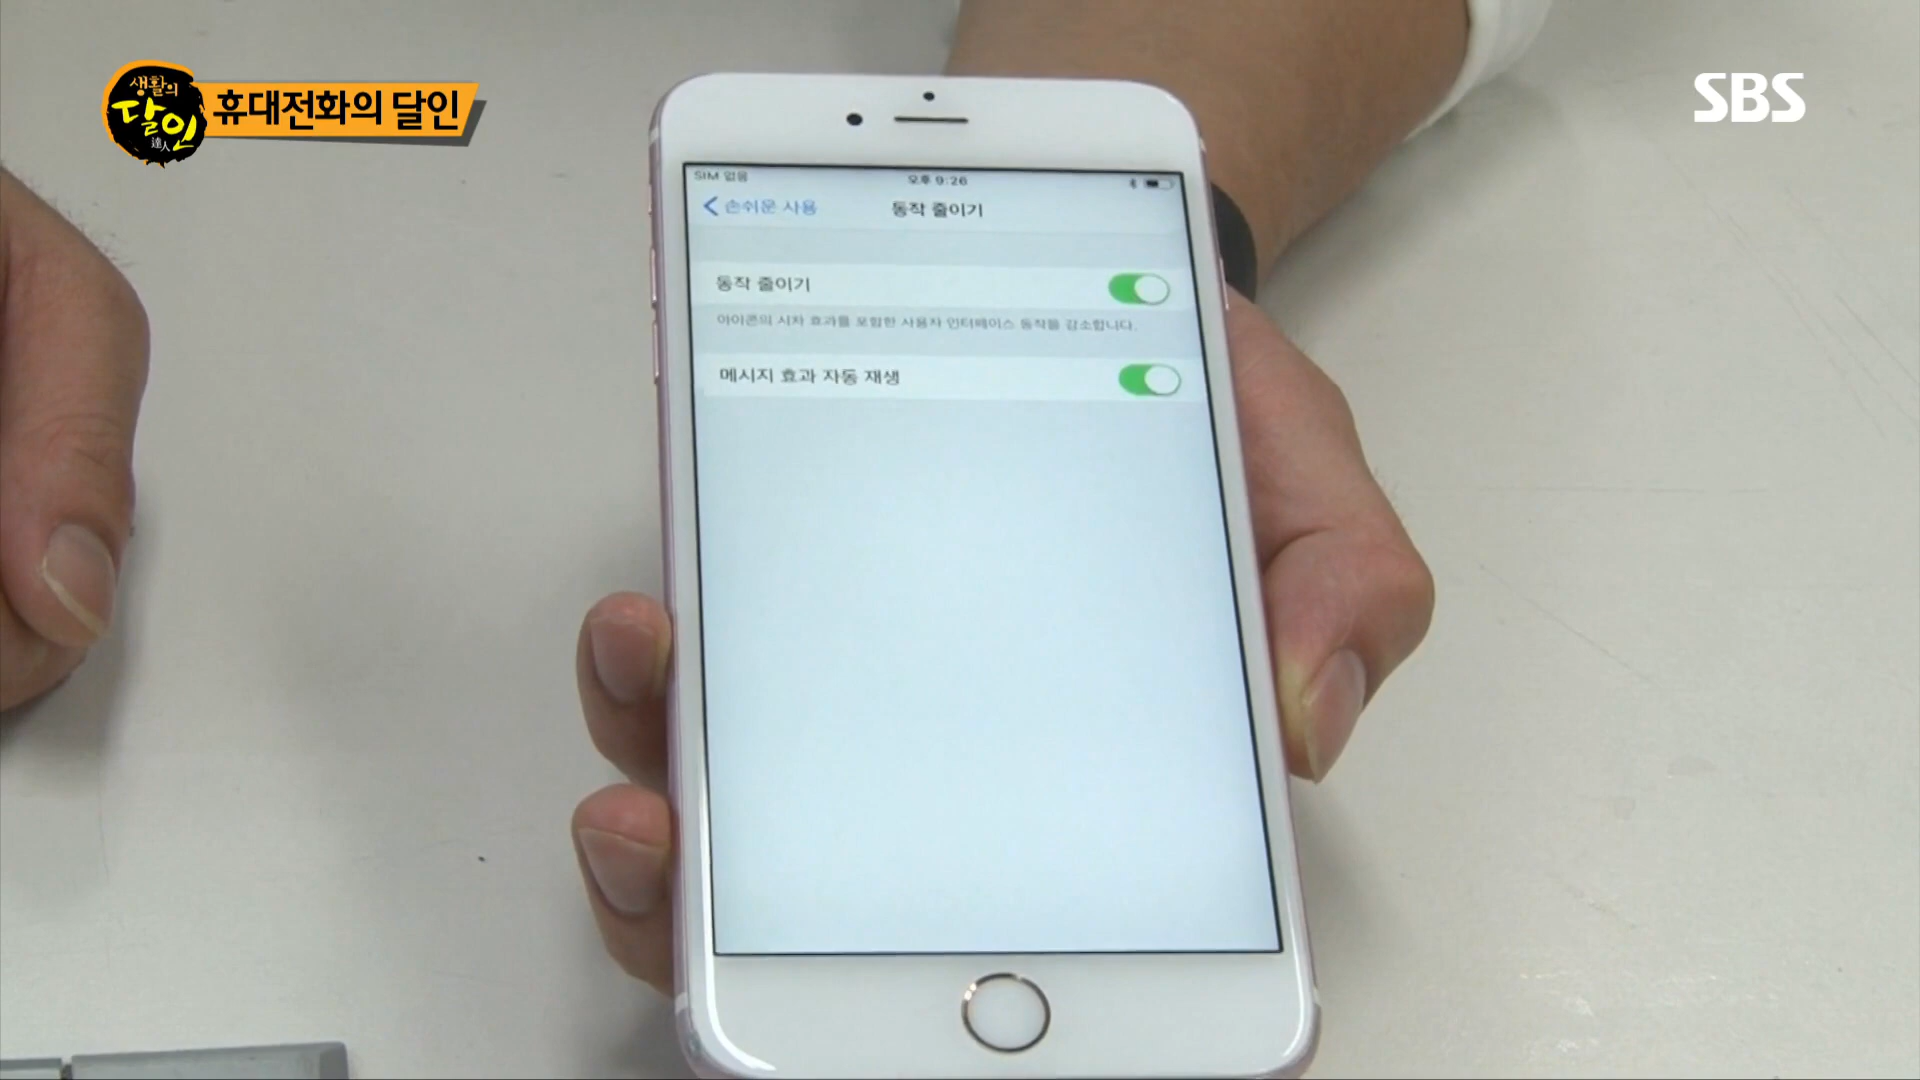 생활의
달인
達人
휴대전화의 달인
SBS
SIM 없음
오후 9:26
손쉬운 사용
동작 줄이기
동작 줄이기
아이콘의 시차 효과를 포함한 사용자 인터페이스 동작을 감소합니다.
메시지 효과 자동 재생